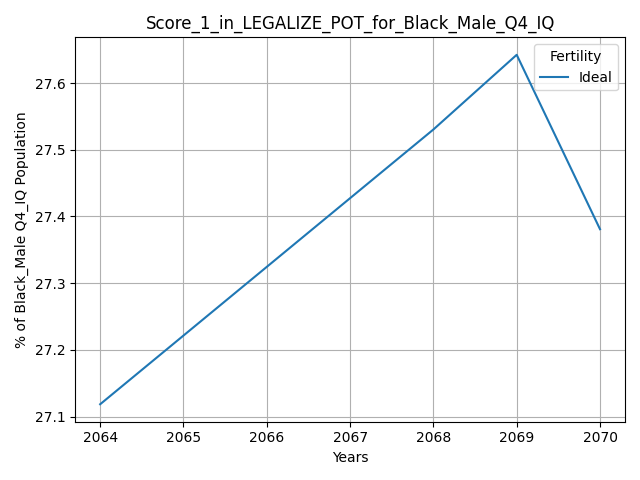 Score_1_in_LEGALIZE_POT_for_Black_Male_Q4_IQ
Fertility
Ideal
% of Black_Male Q4_IQ Population
27.6
27.5
27.4
27.3
27.2
27.1
2064 2065 2066 2067 2068 2069 2070
Years